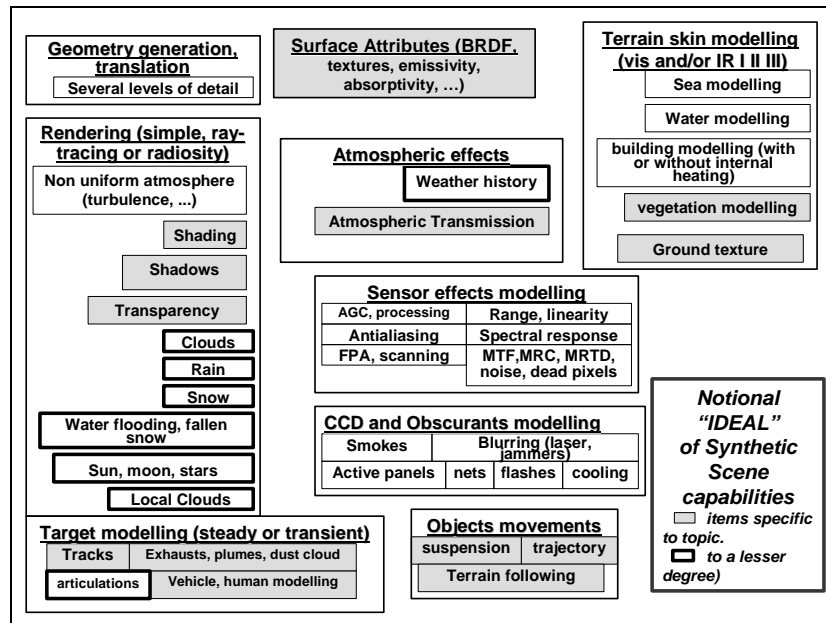 Geometry generation,
translation
Several levels of detail
Surface Attributes (BRDF,
textures, emissivity,
absorptivity, …)
Terrain skin modelling
(vis and/or IR I II III)
Sea modelling
Water modelling
building modelling (with
or without internal
heating)
vegetation modelling
Ground texture
Rendering (simple, ray-
tracing or radiosity)
Non uniform atmosphere
(turbulence, ...)
Shading
Shadows
Transparency
Clouds
Rain
Snow
Water flooding, fallen
snow
Sun, moon, stars
Local Clouds
Atmospheric effects
Weather history
Atmospheric Transmission
Sensor effects modelling
AGC, processing
Range, linearity
Antialiasing
Spectral response
FPA, scanning
MTF,MRC, MRTD,
noise, dead pixels
CCD and Obscurants modelling
Smokes
Blurring (laser,
jammers)
Active panels
nets
flashes
cooling
Target modelling (steady or transient)
Tracks
Exhausts, plumes, dust cloud
articulations
Vehicle, human modelling
Objects movements
suspension
trajectory
Terrain following
Notional
“IDEAL”
of Synthetic
Scene
capabilities
items specific
to topic.
to a lesser
degree)